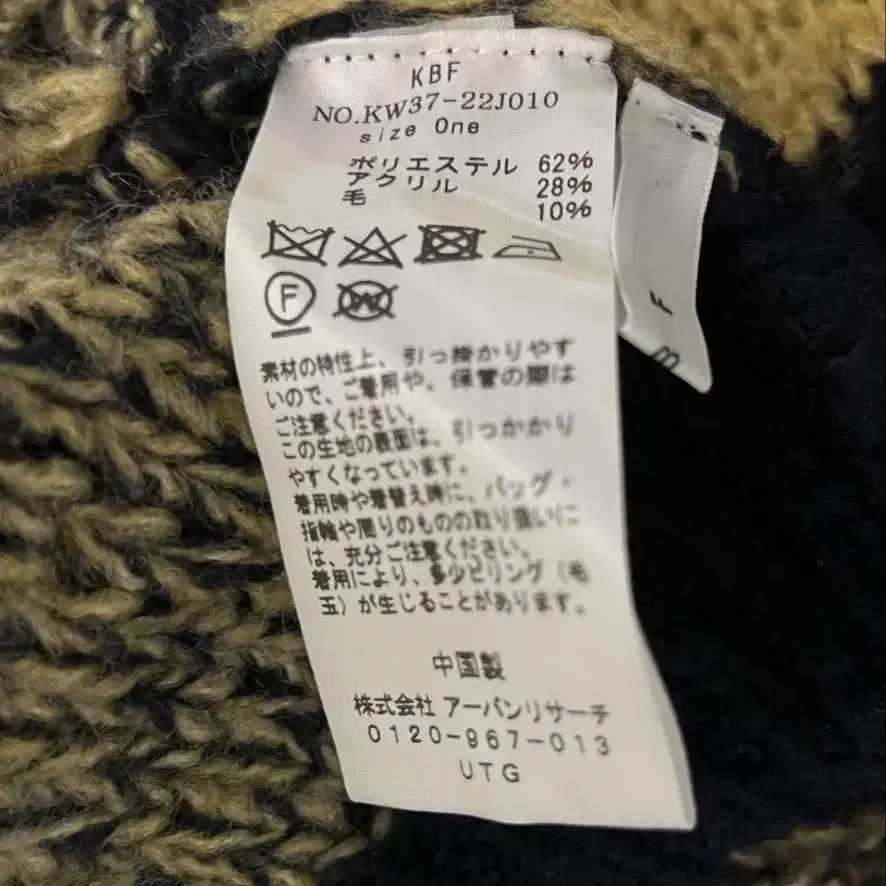 KBF
NO.KW37-22J010
size One
ポリエステル 62%
アクリル 28%
毛 10%
F
W
素材の特性上、引っ掛かりやす
いので、ご着用や、保管の際は
ご注意ください。
この生地の表面は、引っかかり
やすくなっています。
着用時や着替え時に、バッグ・
指輪や周りのものの取り扱いに
は、充分ご注意ください。
着用により、多少ピリング（毛
玉）が生じることがあります。
中国製
株式会社 アーバンリサーチ
0120-967-013
UTG
F